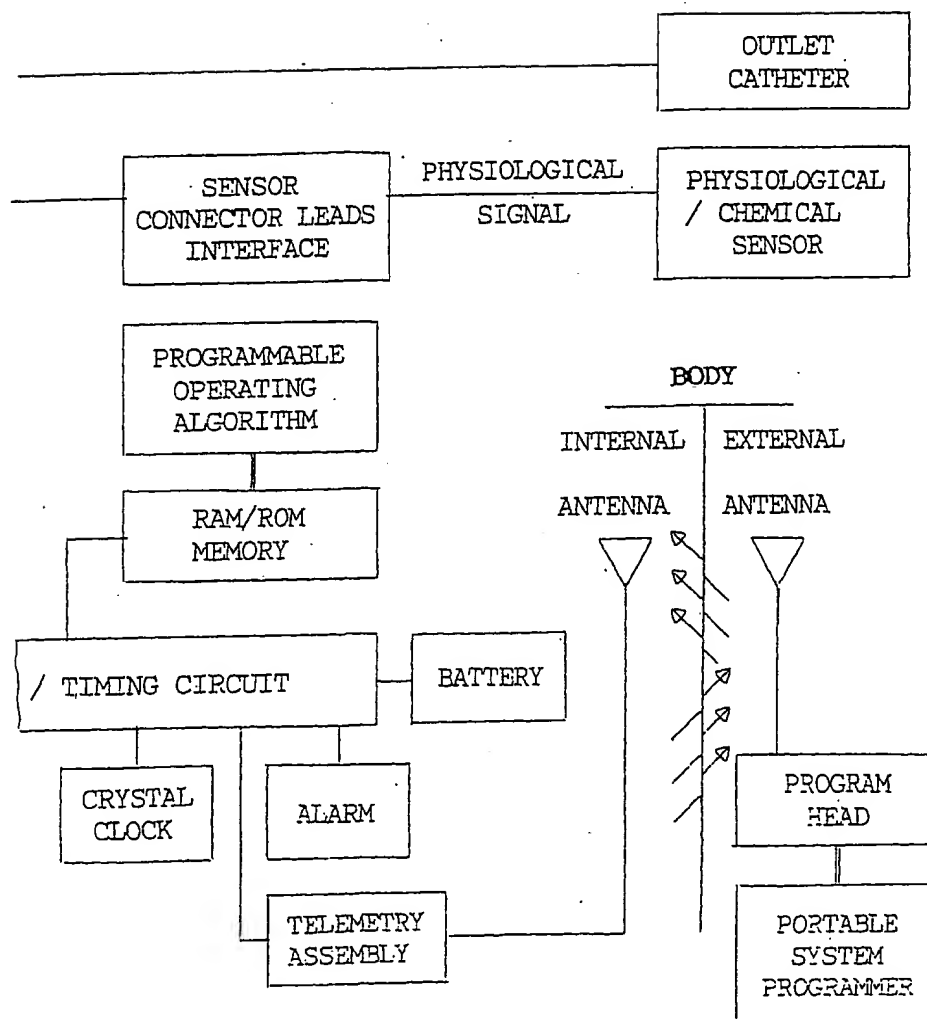 OUTLET
CATHETER
SENSOR
CONNECTOR LEADS
INTERFACE
PHYSIOLOGICAL
SIGNAL
PHYSIOLOGICAL
/ CHEMICAL
SENSOR
PROGRAMMABLE
OPERATING
ALGORITHM
RAM/ROM
MEMORY
BODY
INTERNAL EXTERNAL
ANTENNA ANTENNA
/ TIMING CIRCUIT
BATTERY
CRYSTAL
CLOCK
ALARM
TELEMETRY
ASSEMBLY
PROGRAM
HEAD
PORTABLE
SYSTEM
PROGRAMMER